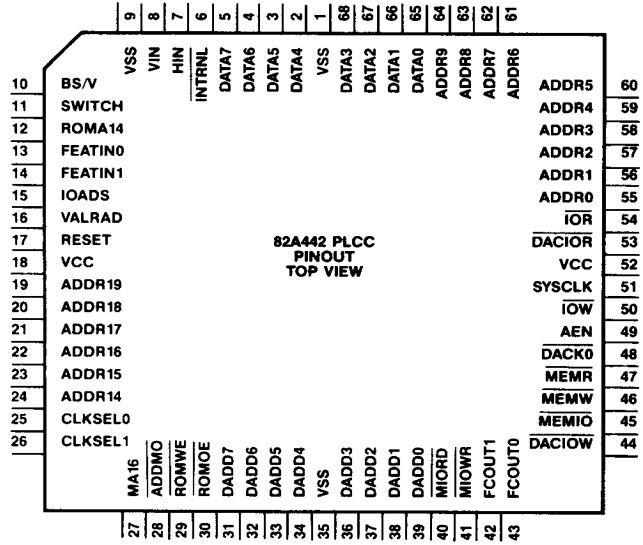 9 8 7 6 5 4 3 2 1 68 67 66 65 64 63 62 61
VSS VIN HIN INTRNL DATA7 DATA6 DATA5 DATA4 VSS DATA3 DATA2 DATA1 DATA0 ADDR9 ADDR8 ADDR7 ADDR6
10 BS/V
11 SWITCH
12 ROMA14
13 FEATIN0
14 FEATIN1
15 IOADS
16 VALRAD
17 RESET
18 VCC
19 ADDR19
20 ADDR18
21 ADDR17
22 ADDR16
23 ADDR15
24 ADDR14
25 CLKSEL0
26 CLKSEL1
82A442 PLCC
PINOUT
TOP VIEW
ADDR5 60
ADDR4 59
ADDR3 58
ADDR2 57
ADDR1 56
ADDR0 55
IOR 54
DACIOR 53
VCC 52
SYSCLK 51
IOW 50
AEN 49
DACK0 48
MEMR 47
MEMW 46
MEMIO 45
DACIOW 44
MA16 ADDMO ROMWE ROMOE DADD7 DADD6 DADD5 DADD4 VSS DADD3 DADD2 DADD1 DADD0 MIORD MIOWR FCOUT1 FCOUT0
27 28 29 30 31 32 33 34 35 36 37 38 39 40 41 42 43